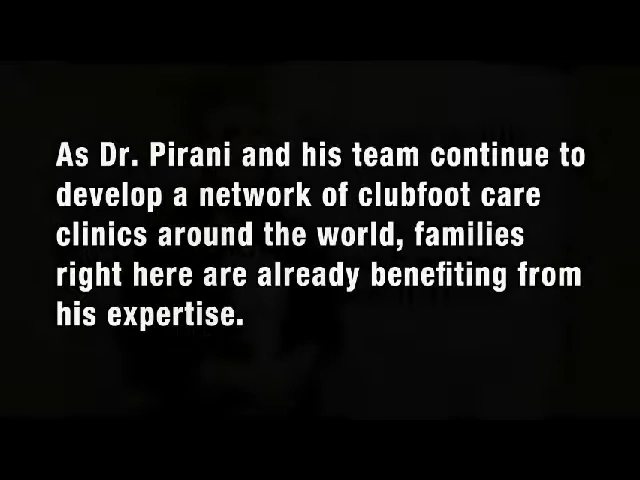 As Dr. Pirani and his team continue to
develop a network of clubfoot care
clinics around the world, families
right here are already benefiting from
his expertise.